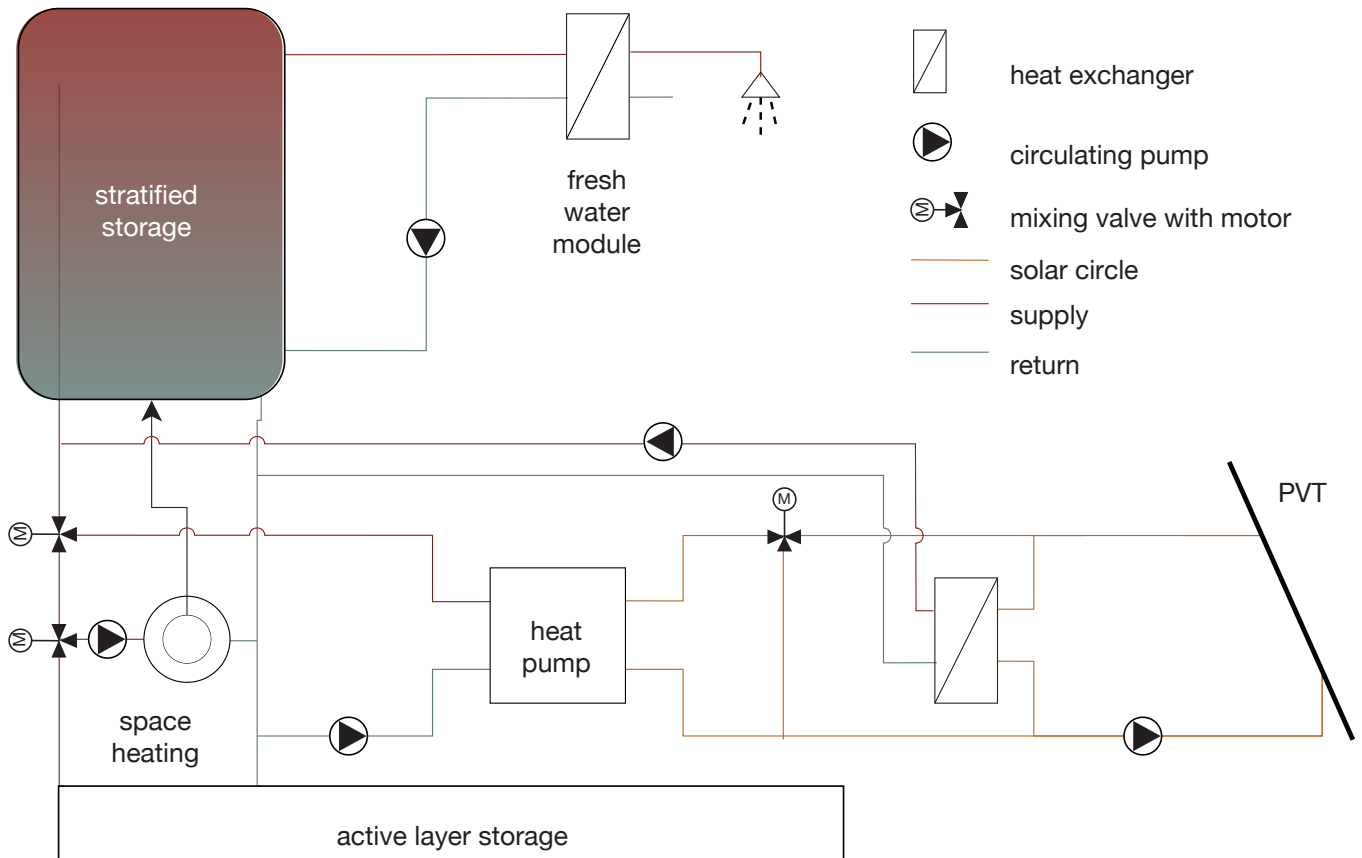 stratified
storage
fresh
water
module
heat exchanger
circulating pump
M
mixing valve with motor
solar circle
supply
return
PVT
M
M
M
heat
pump
space
heating
active layer storage